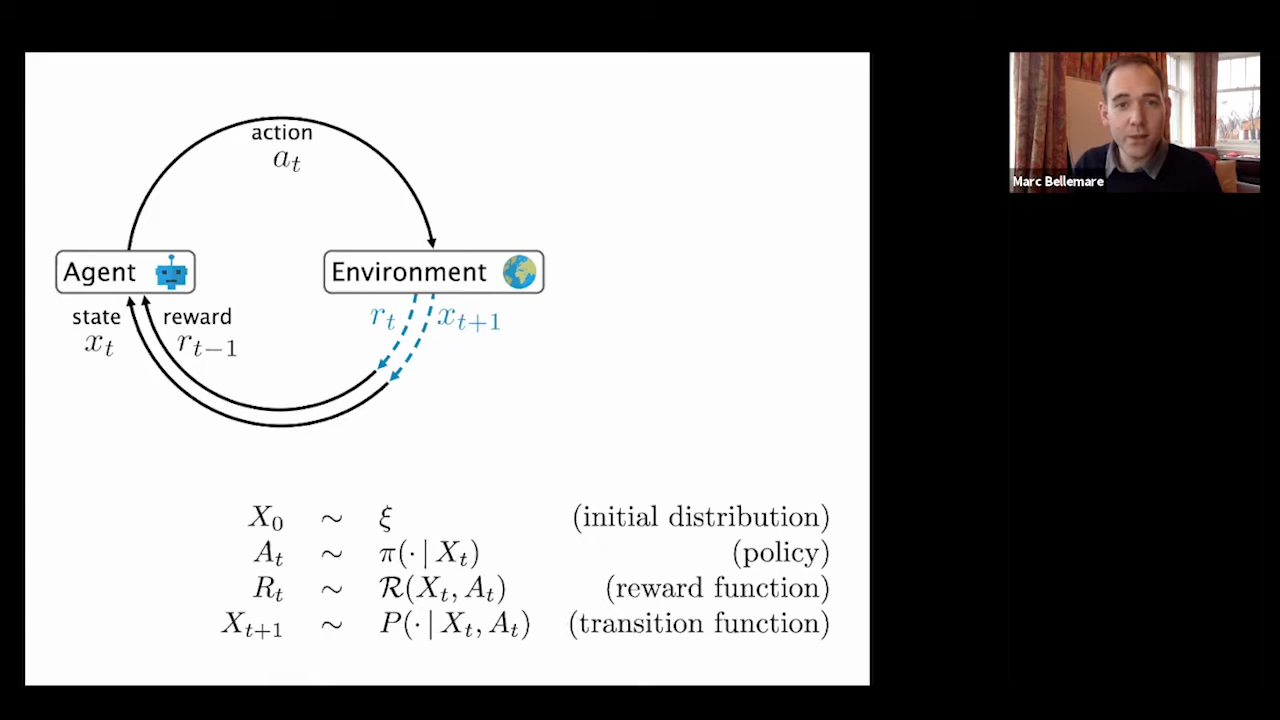 action
a_t
Agent
Environment
state
reward
x_t
r_{t−1}
r_t
x_{t+1}
X_0 ∼ ξ (initial distribution)
A_t ∼ π(· | X_t) (policy)
R_t ∼ ℛ(X_t, A_t) (reward function)
X_{t+1} ∼ P(· | X_t, A_t) (transition function)
Marc Bellemare